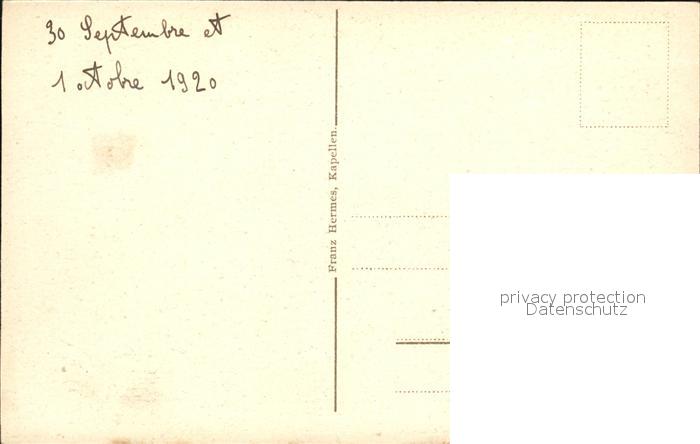 30 Septembre et
1 octobre 1920
Franz Hermes, Kapellen.
privacy protection
Datenschutz